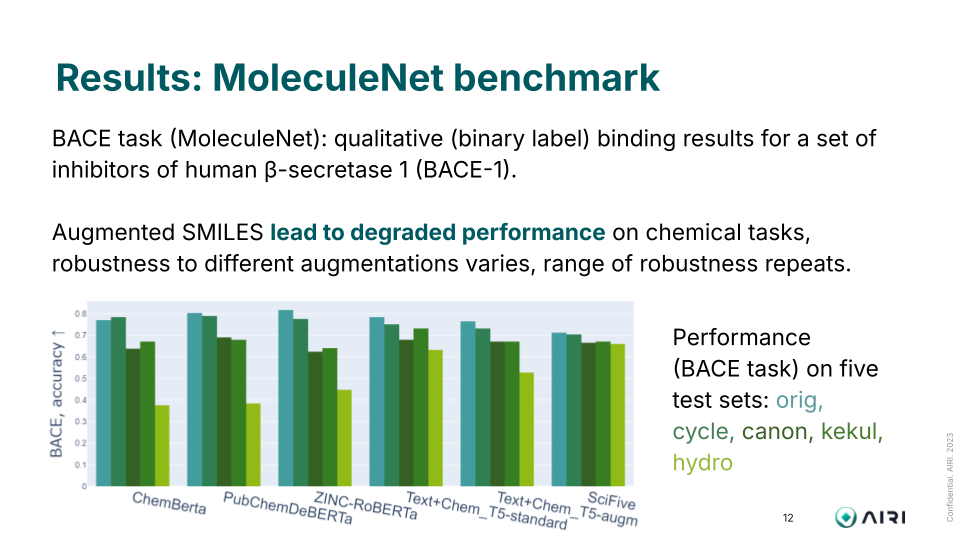 Results: MoleculeNet benchmark
BACE task (MoleculeNet): qualitative (binary label) binding results for a set of
inhibitors of human β-secretase 1 (BACE-1).
Augmented SMILES lead to degraded performance on chemical tasks,
robustness to different augmentations varies, range of robustness repeats.
BACE, accuracy ↑
0.8
0.7
0.6
0.5
0.4
0.3
0.2
0.1
0
ChemBerta
PubChemDeBERTa
ZINC-RoBERTa
Text+Chem_T5-standard
Text+Chem_T5-augm
SciFive
Performance
(BACE task) on five
test sets: orig,
cycle, canon, kekul,
hydro
12
AIRI
Confidential. AIRI. 2023